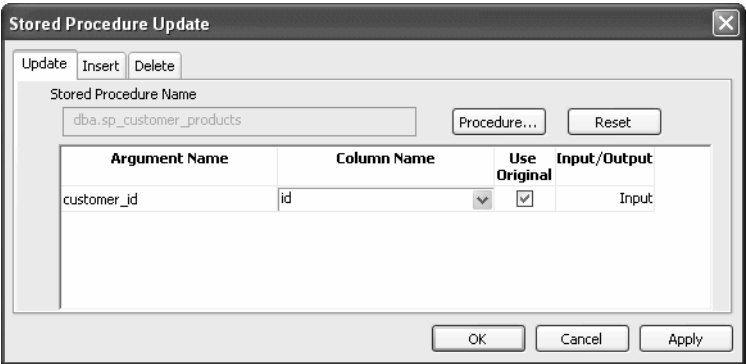 Stored Procedure Update
Update Insert Delete
Stored Procedure Name
dba.sp_customer_products Procedure... Reset
Argument Name Column Name Use Original Input/Output
customer_id id Input
OK Cancel Apply